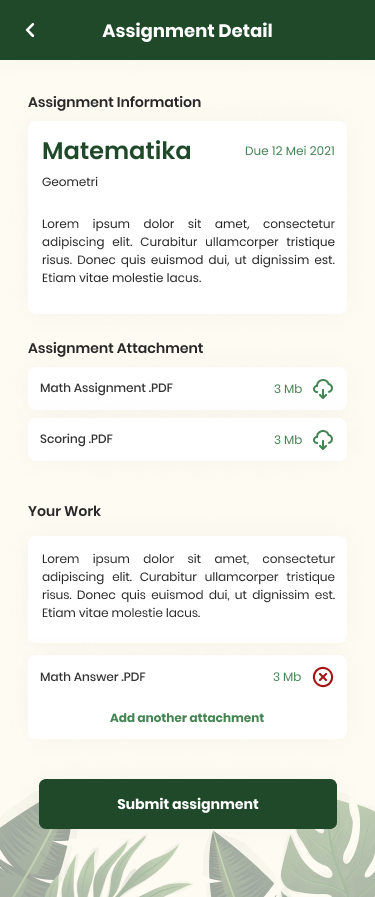 Assignment Detail
Assignment Information
Matematika
Due 12 Mei 2021
Geometri
Lorem ipsum dolor sit amet, consectetur
adipiscing elit. Curabitur ullamcorper tristique
risus. Donec quis euismod dui, ut dignissim est.
Etiam vitae molestie lacus.
Assignment Attachment
Math Assignment .PDF 3 Mb
Scoring .PDF 3 Mb
Your Work
Lorem ipsum dolor sit amet, consectetur
adipiscing elit. Curabitur ullamcorper tristique
risus. Donec quis euismod dui, ut dignissim est.
Etiam vitae molestie lacus.
Math Answer .PDF 3 Mb
Add another attachment
Submit assignment